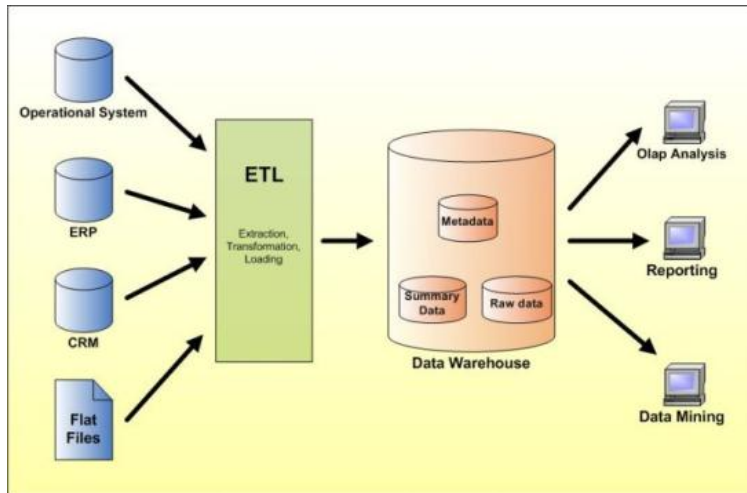 Operational System
ERP
CRM
Flat
Files
ETL
Extraction,
Transformation,
Loading
Metadata
Summary
Data
Raw data
Data Warehouse
Olap Analysis
Reporting
Data Mining